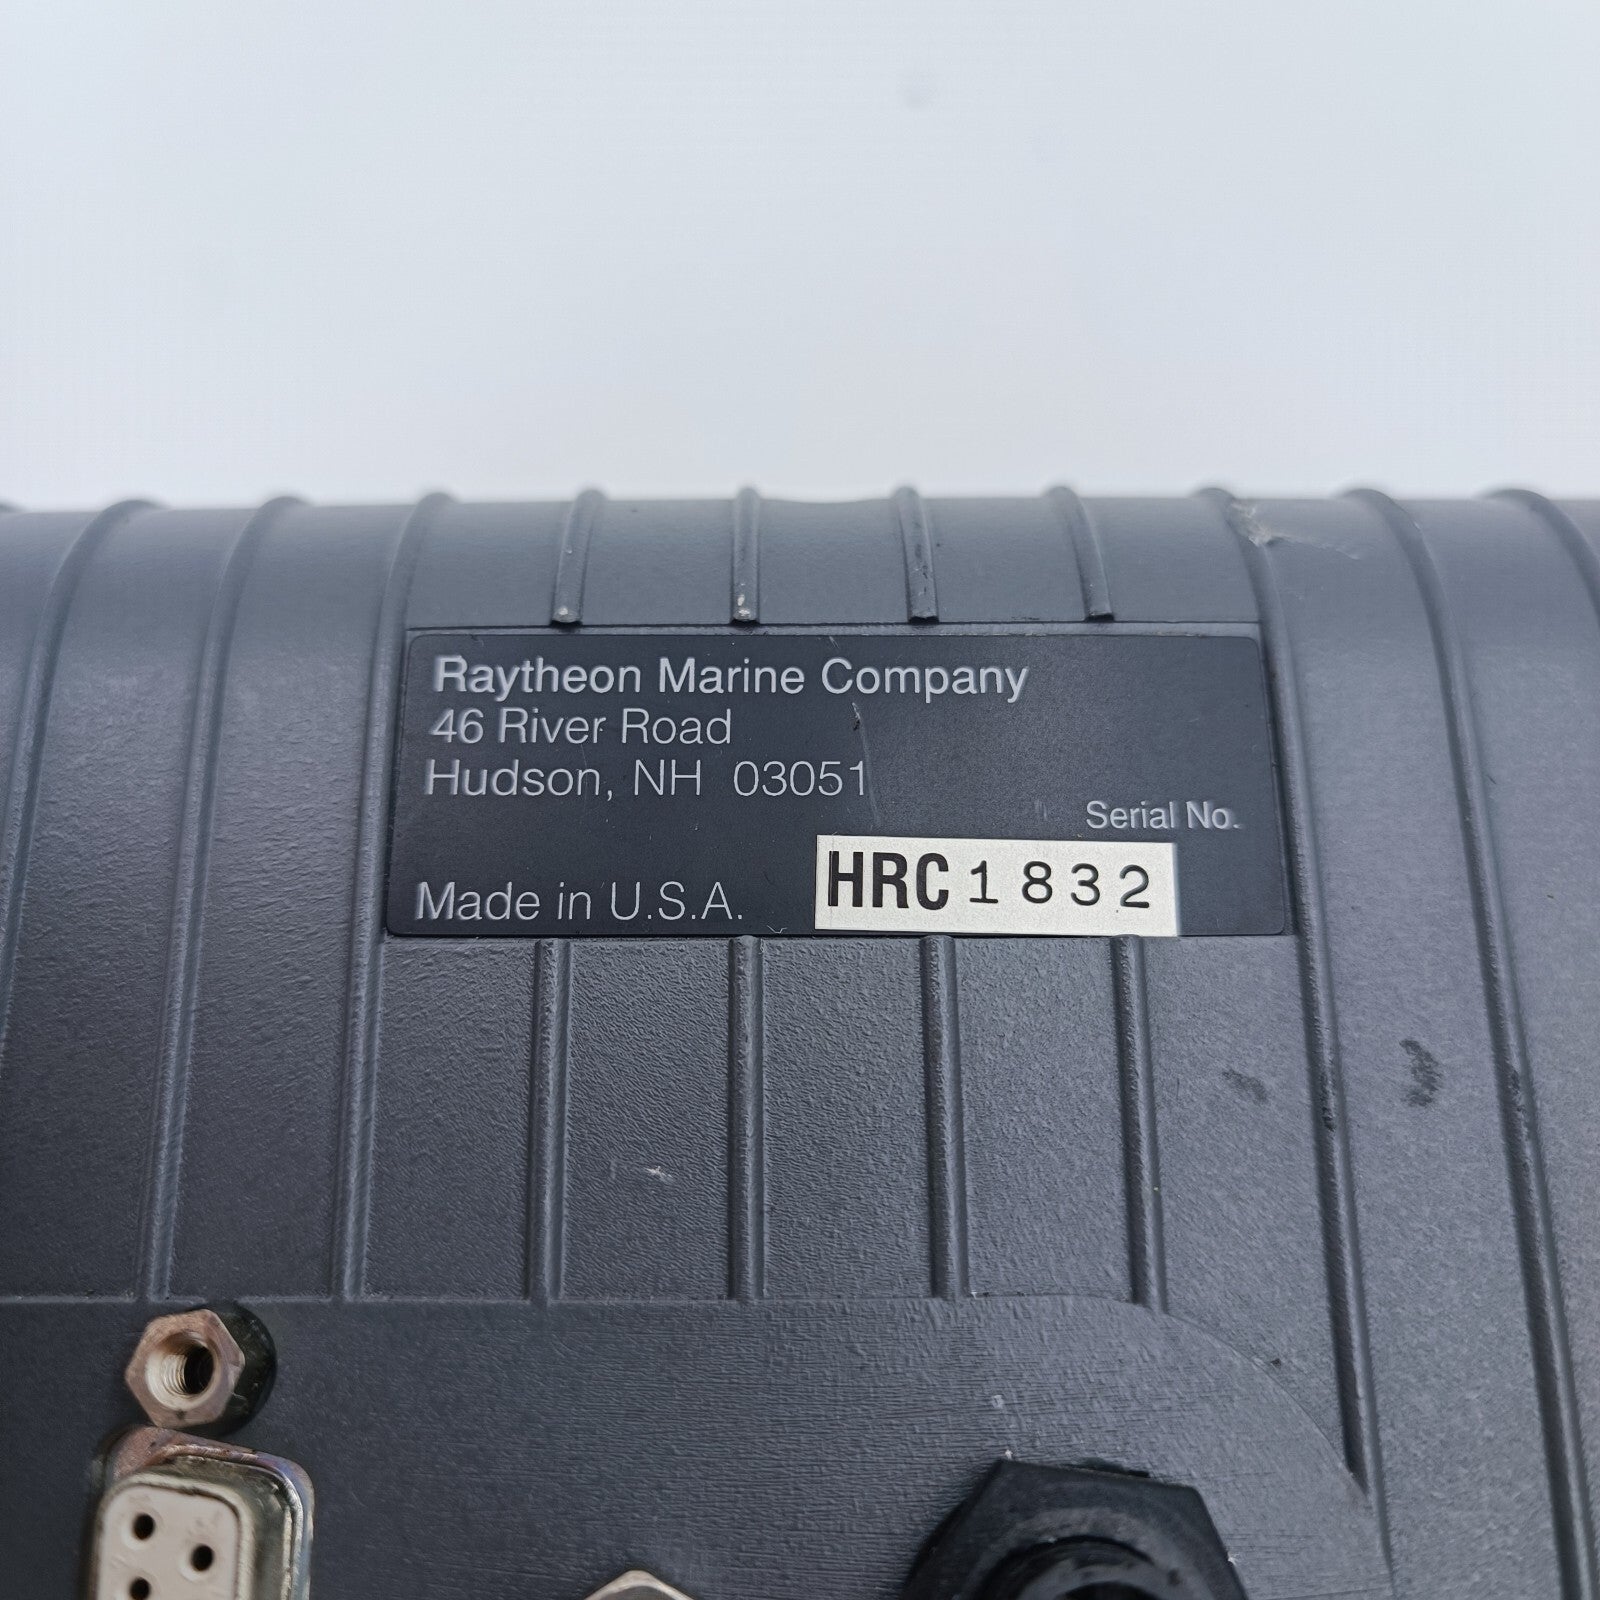 Raytheon Marine Company
46 River Road
Hudson, NH 03051
Serial No.
Made in U.S.A. HRC1832